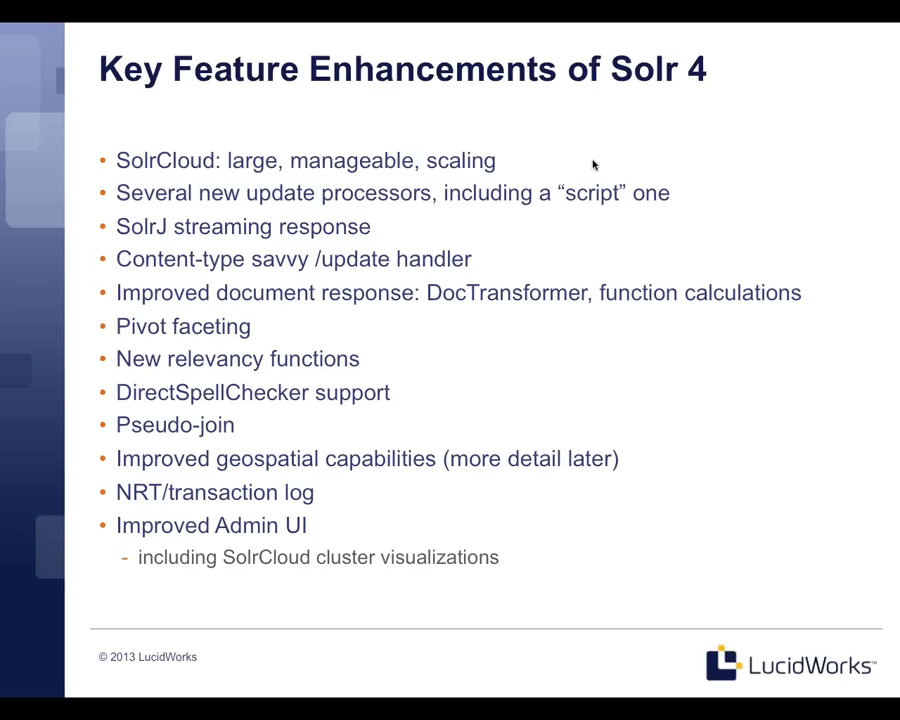 Key Feature Enhancements of Solr 4
• SolrCloud: large, manageable, scaling
• Several new update processors, including a “script” one
• SolrJ streaming response
• Content-type savvy /update handler
• Improved document response: DocTransformer, function calculations
• Pivot faceting
• New relevancy functions
• DirectSpellChecker support
• Pseudo-join
• Improved geospatial capabilities (more detail later)
• NRT/transaction log
• Improved Admin UI
- including SolrCloud cluster visualizations
© 2013 LucidWorks
LucidWorks™